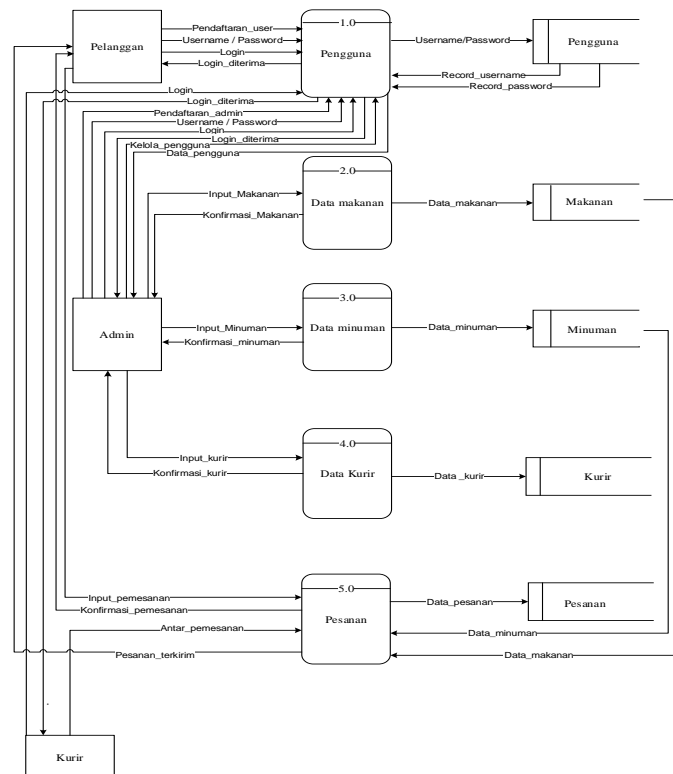 Pelanggan
Pendaftaran_user
Username / Password
Login
Login_diterima
1.0
Pengguna
Username/Password
Pengguna
Record_username
Record_password
Login
Login_diterima
Pendaftaran_admin
Username / Password
Login
Login_diterima
Kelola_pengguna
Data_pengguna
2.0
Input_Makanan
Data makanan
Data_makanan
Makanan
Konfirmasi_Makanan
3.0
Admin
Input_Minuman
Data minuman
Data_minuman
Minuman
Konfirmasi_minuman
4.0
Input_kurir
Data Kurir
Data _kurir
Kurir
Konfirmasi_kurir
5.0
Input_pemesanan
Konfirmasi_pemesanan
Pesanan
Data_pesanan
Pesanan
Antar_pemesanan
Data_minuman
Pesanan_terkirim
Data_makanan
Kurir